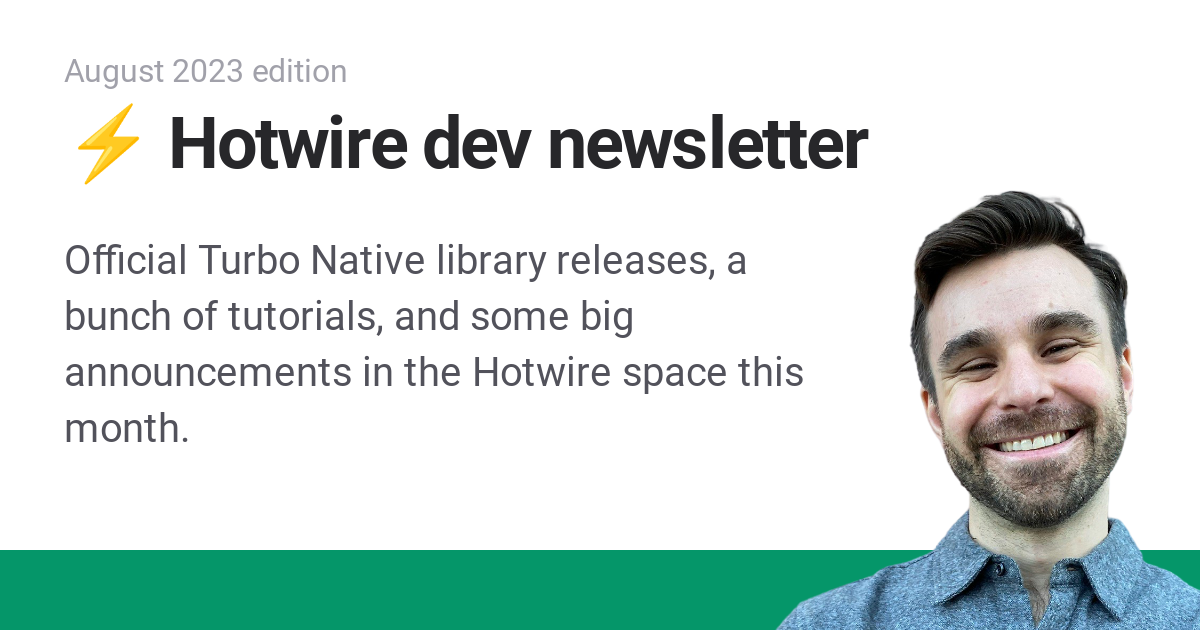 August 2023 edition
⚡ Hotwire dev newsletter
Official Turbo Native library releases, a
bunch of tutorials, and some big
announcements in the Hotwire space this
month.